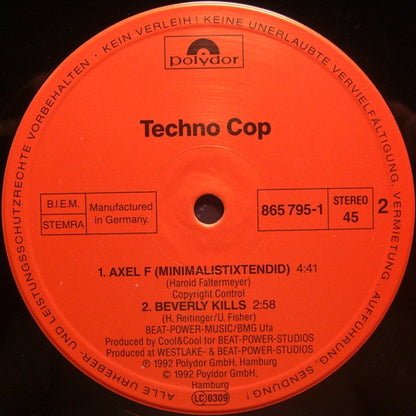 ALLE URHEBER- UND LEISTUNGSSCHUTZRECHTE VORBEHALTEN · KEIN VERLEIH! KEINE UNERLAUBTE VERVIELFÄLTIGUNG, VERMIETUNG, AUFFÜHRUNG, SENDUNG!
Polydor
Techno Cop
B.I.E.M.
STEMRA
Manufactured
in Germany.
865 795-1
STEREO
45
2
1. AXEL F (MINIMALISTIXTENDID) 4:41
(Harold Faltermeyer)
Copyright Control
2. BEVERLY KILLS 2:58
(H. Reitinger/U. Fisher)
BEAT-POWER-MUSIC/BMG Ufa
Produced by Cool&Cool for BEAT-POWER-STUDIOS
Produced at WESTLAKE- & BEAT-POWER-STUDIOS
℗ 1992 Polydor GmbH, Hamburg
© 1992 Poyldor GmbH,
Hamburg
LC 0309